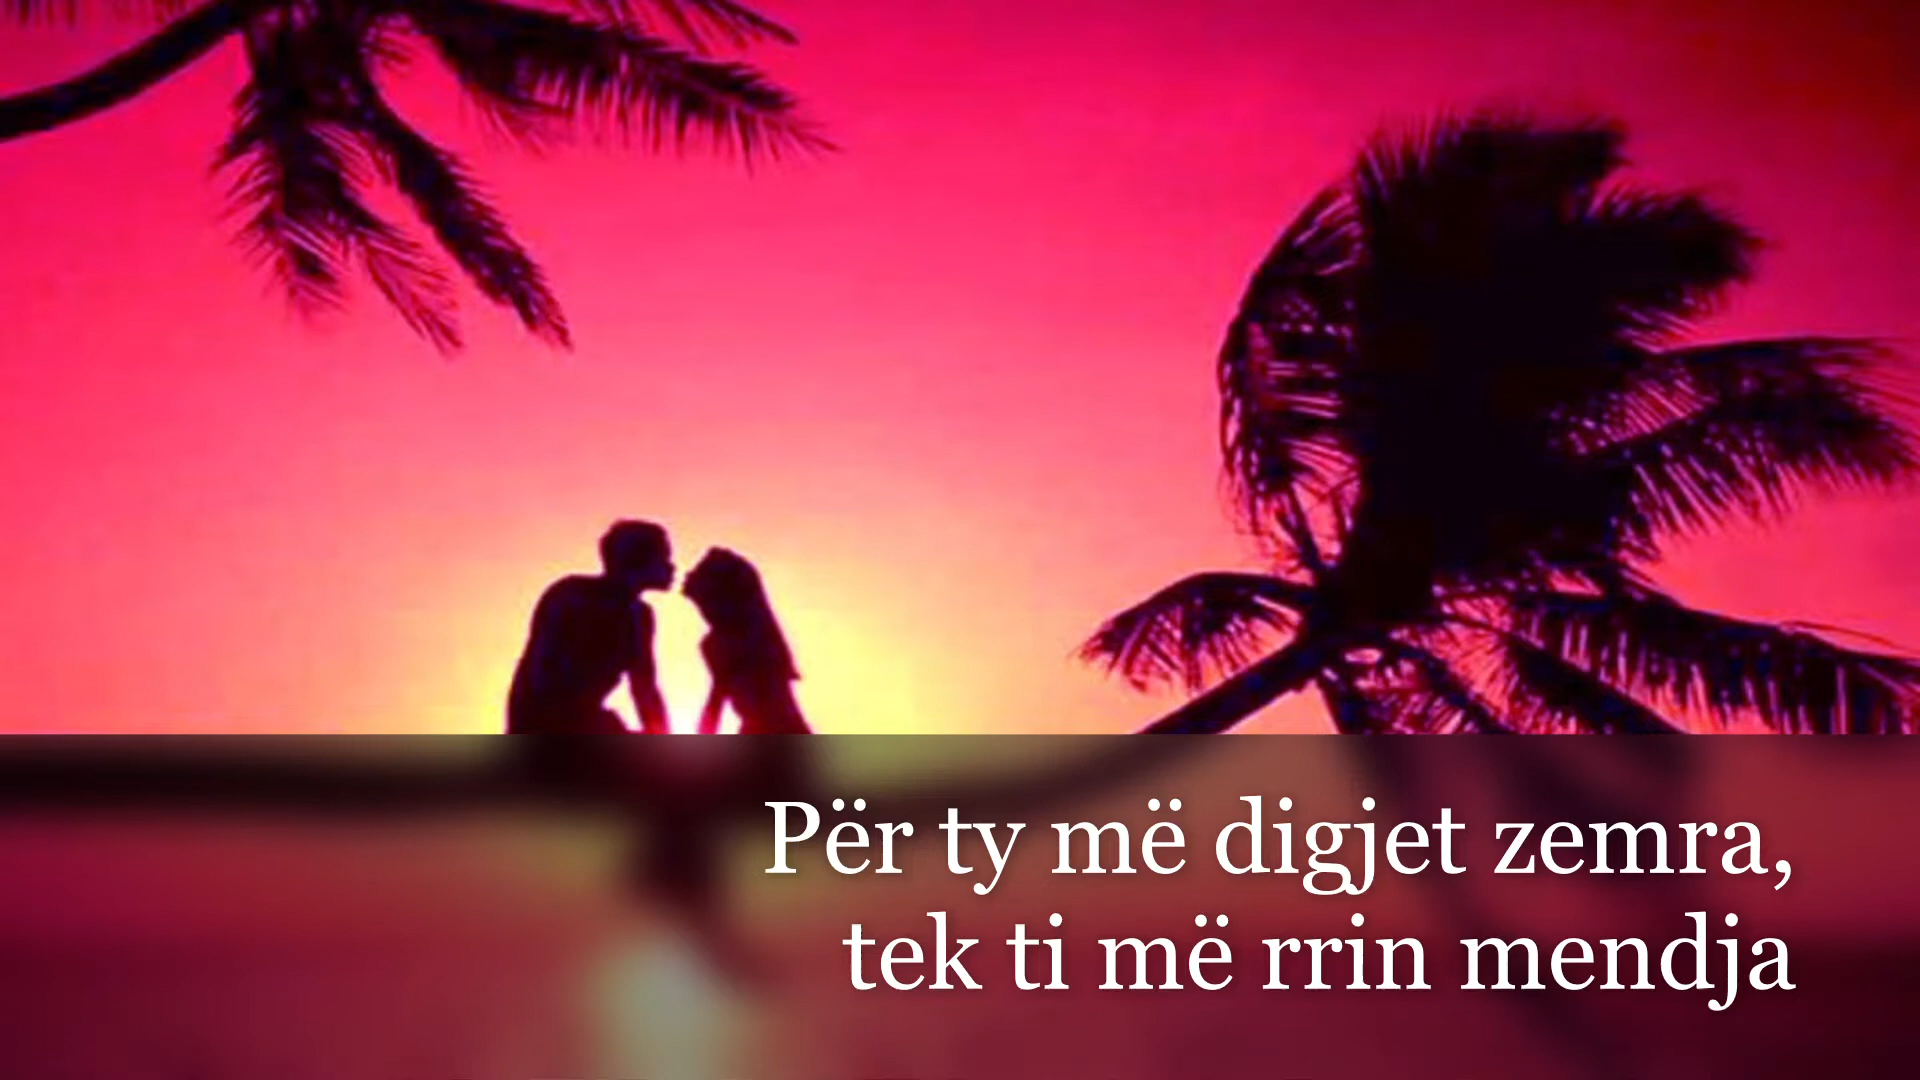 Për ty më digjet zemra,
tek ti më rrin mendja